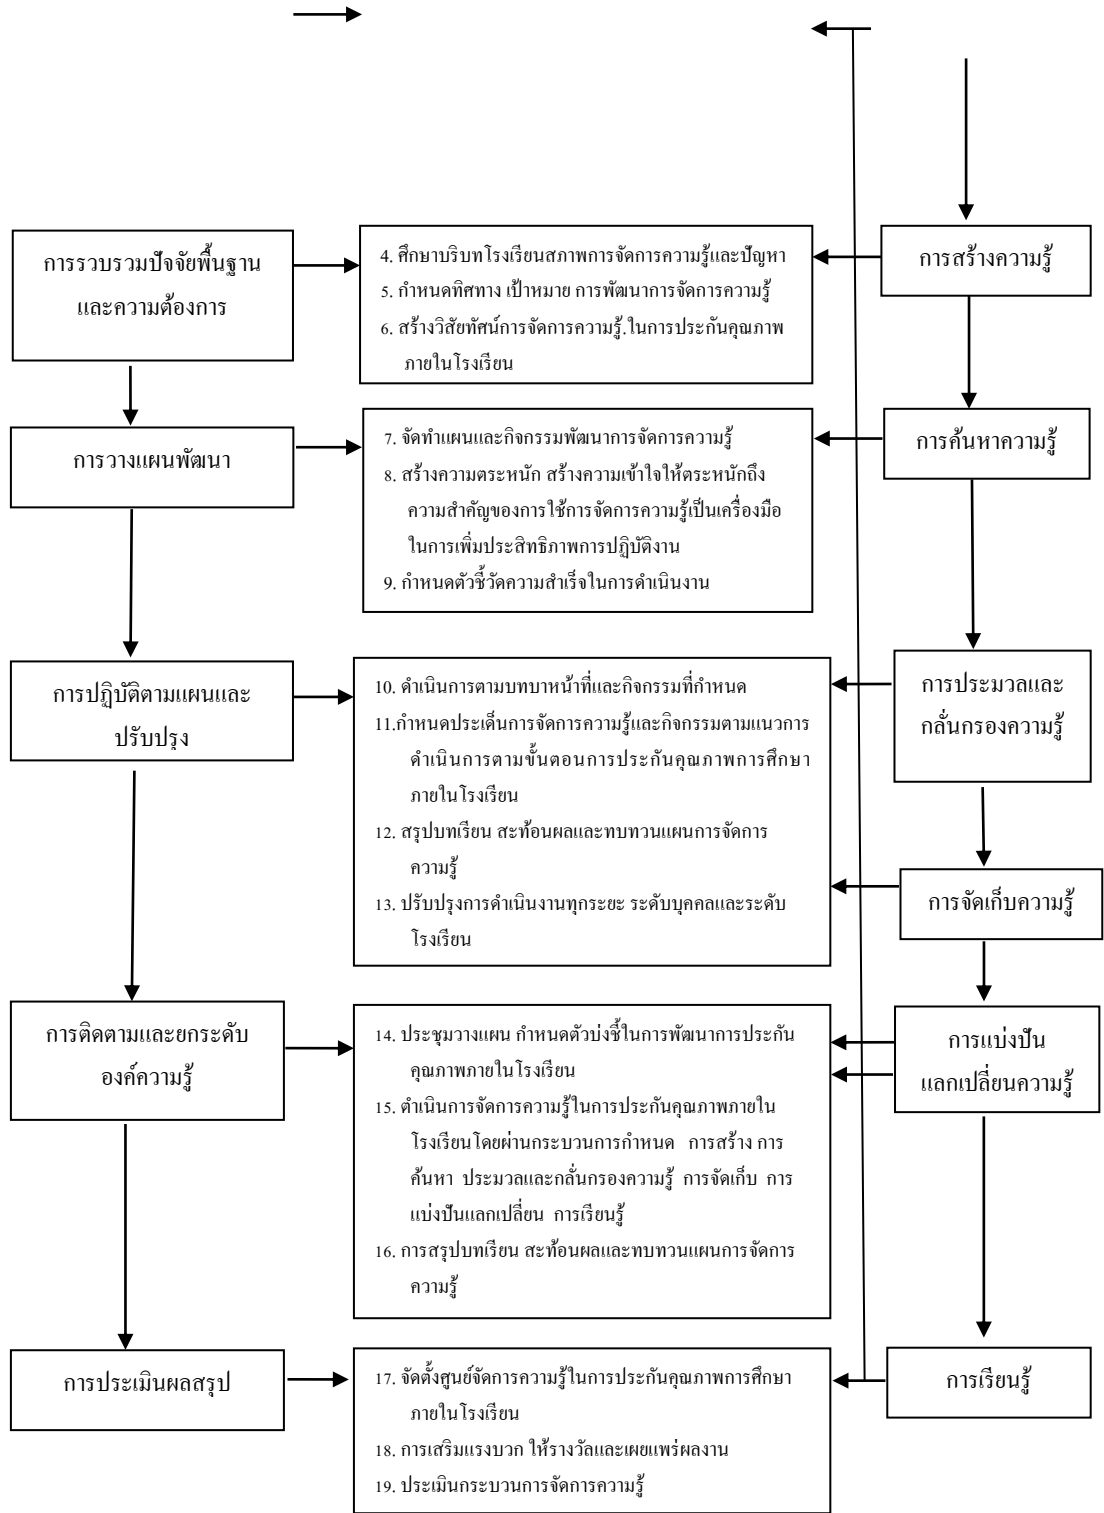 การรวบรวมปัจจัยพื้นฐาน
และความต้องการ
4. ศึกษาบริบทโรงเรียนสภาพการจัดการความรู้และปัญหา
5. กำหนดทิศทาง เป้าหมาย การพัฒนาการจัดการความรู้
6. สร้างวิสัยทัศน์การจัดการความรู้.ในการประกันคุณภาพ
ภายในโรงเรียน
การสร้างความรู้
การวางแผนพัฒนา
7. จัดทำแผนและกิจกรรมพัฒนาการจัดการความรู้
8. สร้างความตระหนัก สร้างความเข้าใจให้ตระหนักถึง
ความสำคัญของการใช้การจัดการความรู้เป็นเครื่องมือ
ในการเพิ่มประสิทธิภาพการปฏิบัติงาน
9. กำหนดตัวชี้วัดความสำเร็จในการดำเนินงาน
การค้นหาความรู้
การปฏิบัติตามแผนและ
ปรับปรุง
10. ดำเนินการตามบทบาหน้าที่และกิจกรรมที่กำหนด
11.กำหนดประเด็นการจัดการความรู้และกิจกรรมตามแนวการ
ดำเนินการตามขั้นตอนการประกันคุณภาพการศึกษา
ภายในโรงเรียน
12. สรุปบทเรียน สะท้อนผลและทบทวนแผนการจัดการ
ความรู้
13. ปรับปรุงการดำเนินงานทุกระยะ ระดับบุคคลและระดับ
โรงเรียน
การประมวลและ
กลั่นกรองความรู้
การจัดเก็บความรู้
การติดตามและยกระดับ
องค์ความรู้
14. ประชุมวางแผน กำหนดตัวบ่งชี้ในการพัฒนาการประกัน
คุณภาพภายในโรงเรียน
15. ดำเนินการจัดการความรู้ในการประกันคุณภาพภายใน
โรงเรียนโดยผ่านกระบวนการกำหนด การสร้าง การ
ค้นหา ประมวลและกลั่นกรองความรู้ การจัดเก็บ การ
แบ่งปันแลกเปลี่ยน การเรียนรู้
16. การสรุปบทเรียน สะท้อนผลและทบทวนแผนการจัดการ
ความรู้
การแบ่งปัน
แลกเปลี่ยนความรู้
การประเมินผลสรุป
17. จัดตั้งศูนย์จัดการความรู้ในการประกันคุณภาพการศึกษา
ภายในโรงเรียน
18. การเสริมแรงบวก ให้รางวัลและเผยแพร่ผลงาน
19. ประเมินกระบวนการจัดการความรู้
การเรียนรู้